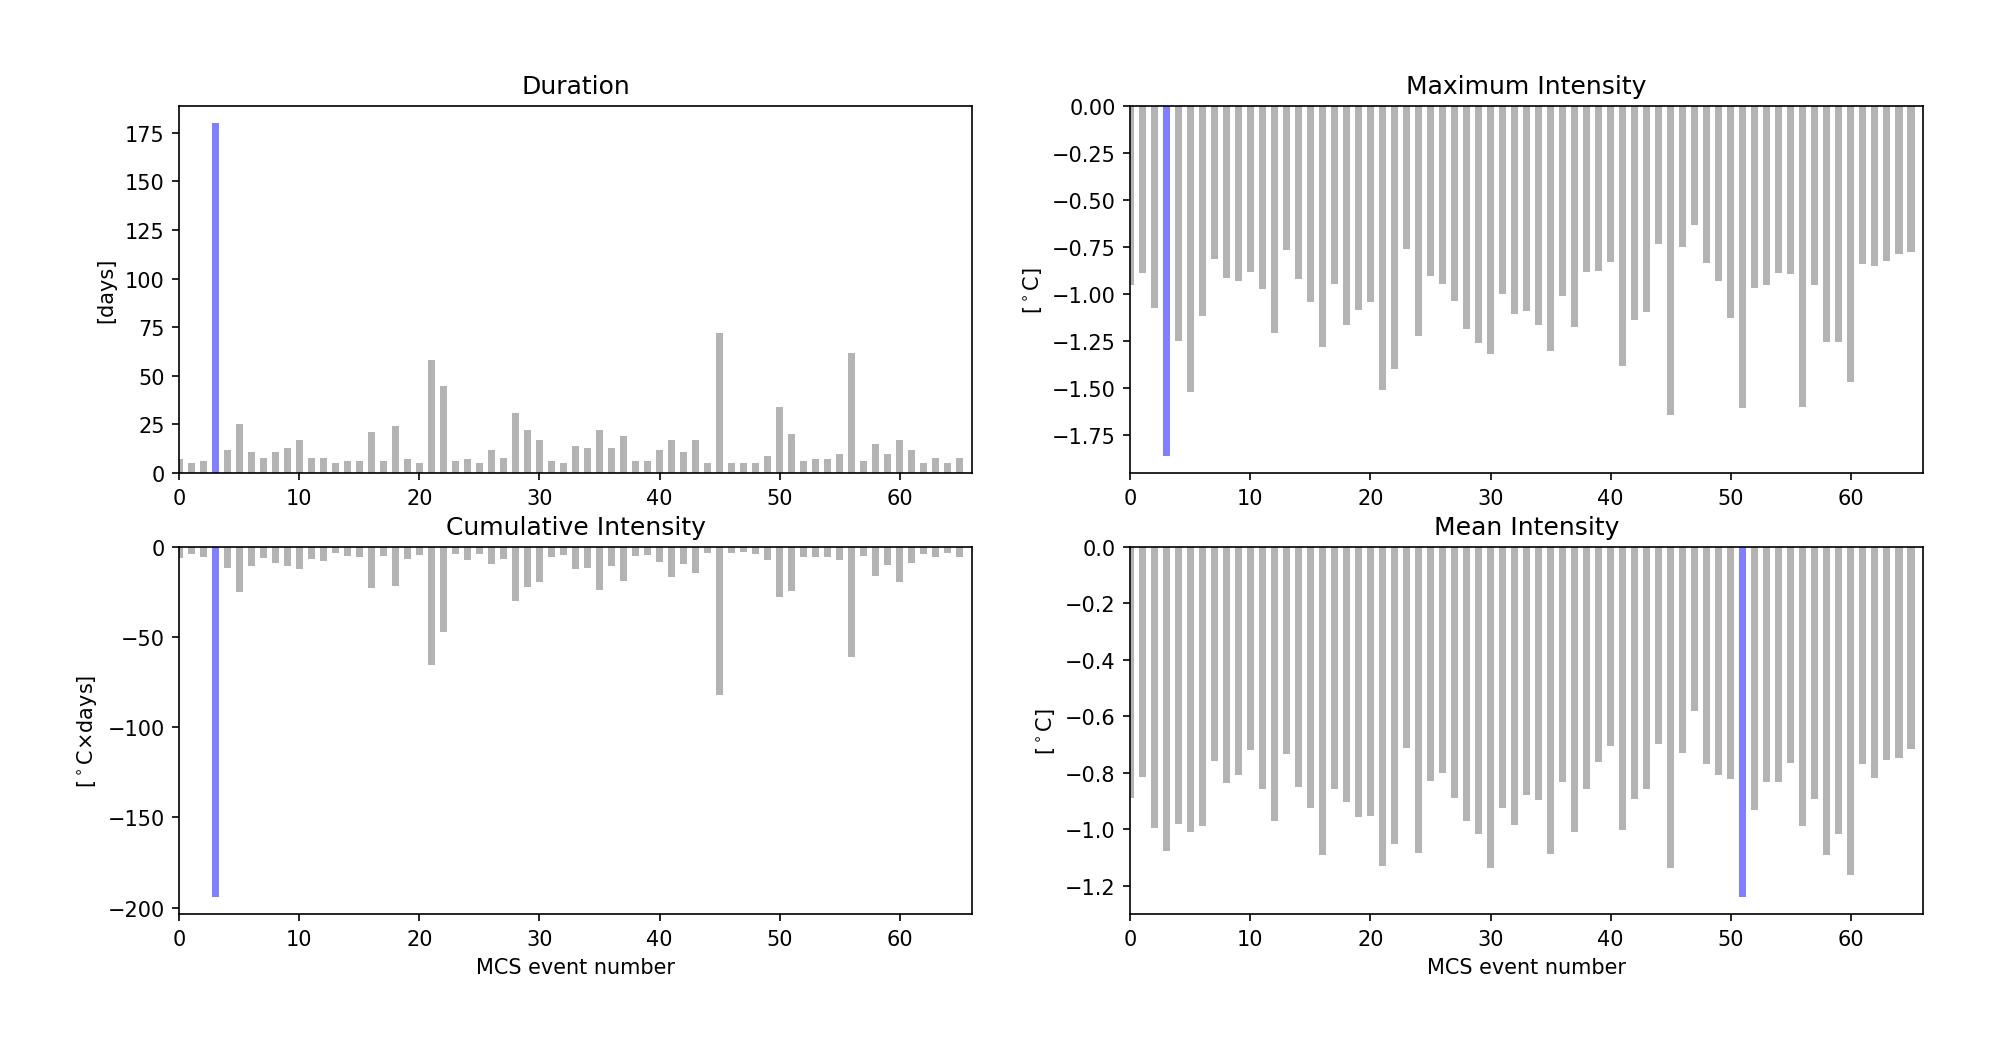 Duration
[days]
175
150
125
100
75
50
25
0
0 10 20 30 40 50 60
Maximum Intensity
[°C]
0.00
−0.25
−0.50
−0.75
−1.00
−1.25
−1.50
−1.75
0 10 20 30 40 50 60
Cumulative Intensity
[°C×days]
0
−50
−100
−150
−200
0 10 20 30 40 50 60
MCS event number
Mean Intensity
[°C]
0.0
−0.2
−0.4
−0.6
−0.8
−1.0
−1.2
0 10 20 30 40 50 60
MCS event number